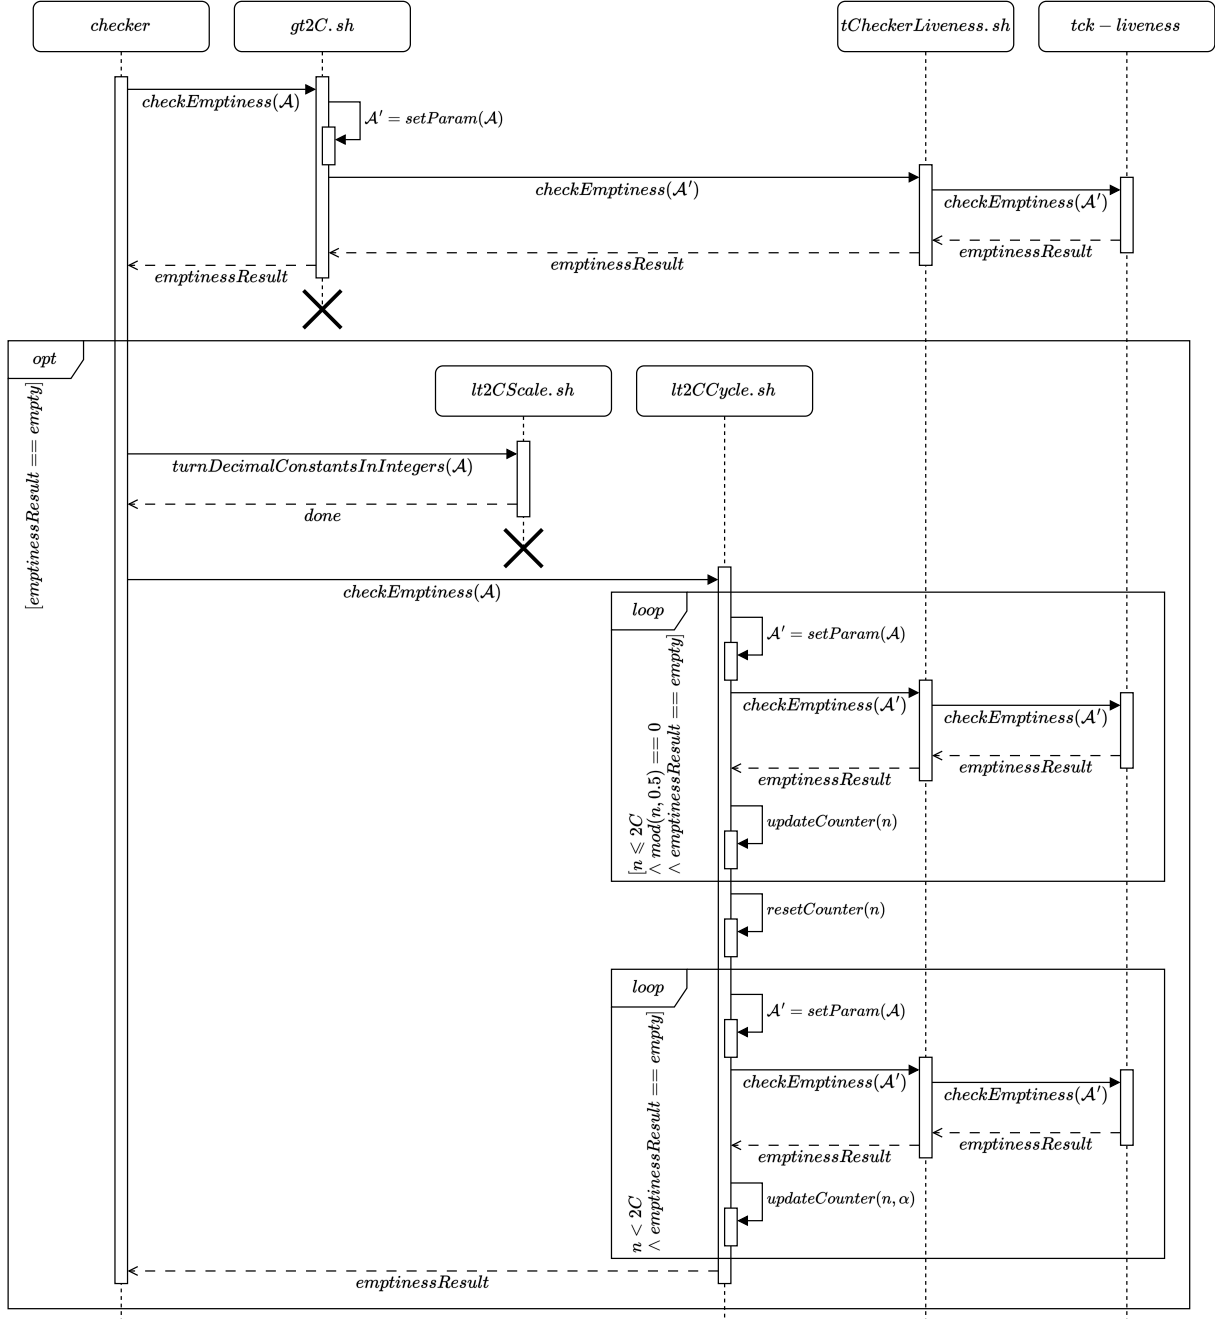 checker
gt2C.sh
tCheckerLiveness.sh
tck − liveness
checkEmptiness(𝒜)
𝒜′ = setParam(𝒜)
checkEmptiness(𝒜′)
checkEmptiness(𝒜′)
emptinessResult
emptinessResult
emptinessResult
opt
[emptinessResult == empty]
lt2CScale.sh
lt2CCycle.sh
turnDecimalConstantsInIntegers(𝒜)
done
checkEmptiness(𝒜)
loop
[n ⩽ 2C
∧ mod(n, 0.5) == 0
∧ emptinessResult == empty]
𝒜′ = setParam(𝒜)
checkEmptiness(𝒜′)
checkEmptiness(𝒜′)
emptinessResult
emptinessResult
updateCounter(n)
resetCounter(n)
loop
n < 2C
∧ emptinessResult == empty]
𝒜′ = setParam(𝒜)
checkEmptiness(𝒜′)
checkEmptiness(𝒜′)
emptinessResult
emptinessResult
updateCounter(n, α)
emptinessResult